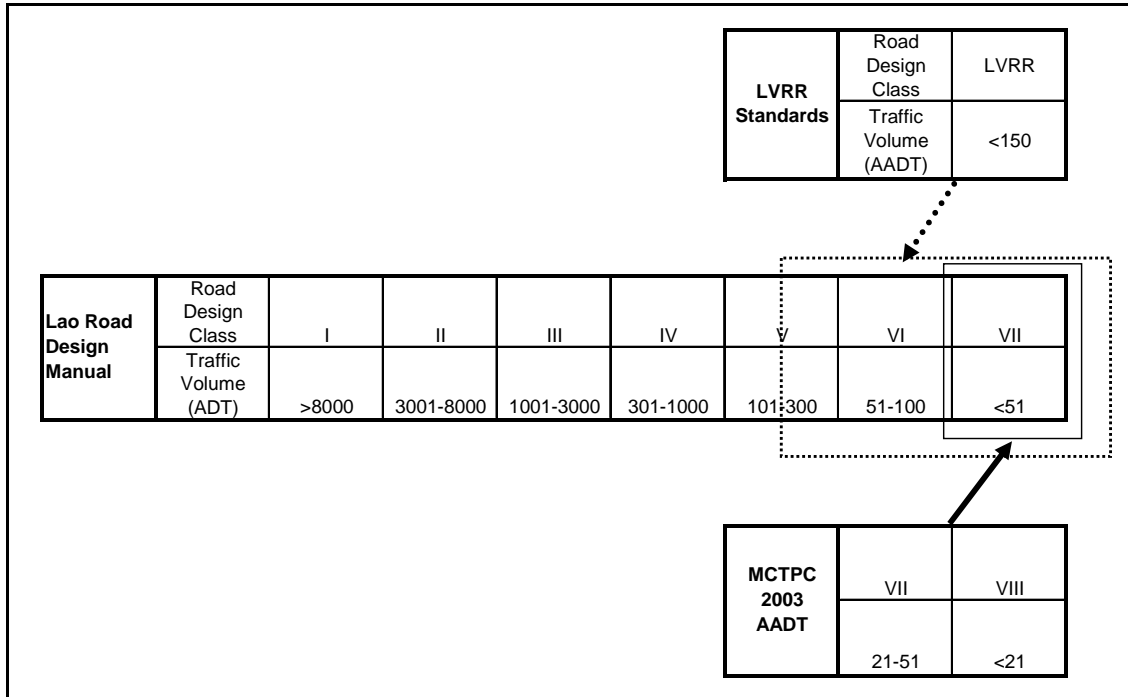 LVRR
Standards
Road
Design
Class
LVRR
Traffic
Volume
(AADT)
<150
Lao Road
Design
Manual
Road
Design
Class
I
II
III
IV
V
VI
VII
Traffic
Volume
(ADT)
>8000
3001-8000
1001-3000
301-1000
101-300
51-100
<51
MCTPC
2003
AADT
VII
VIII
21-51
<21